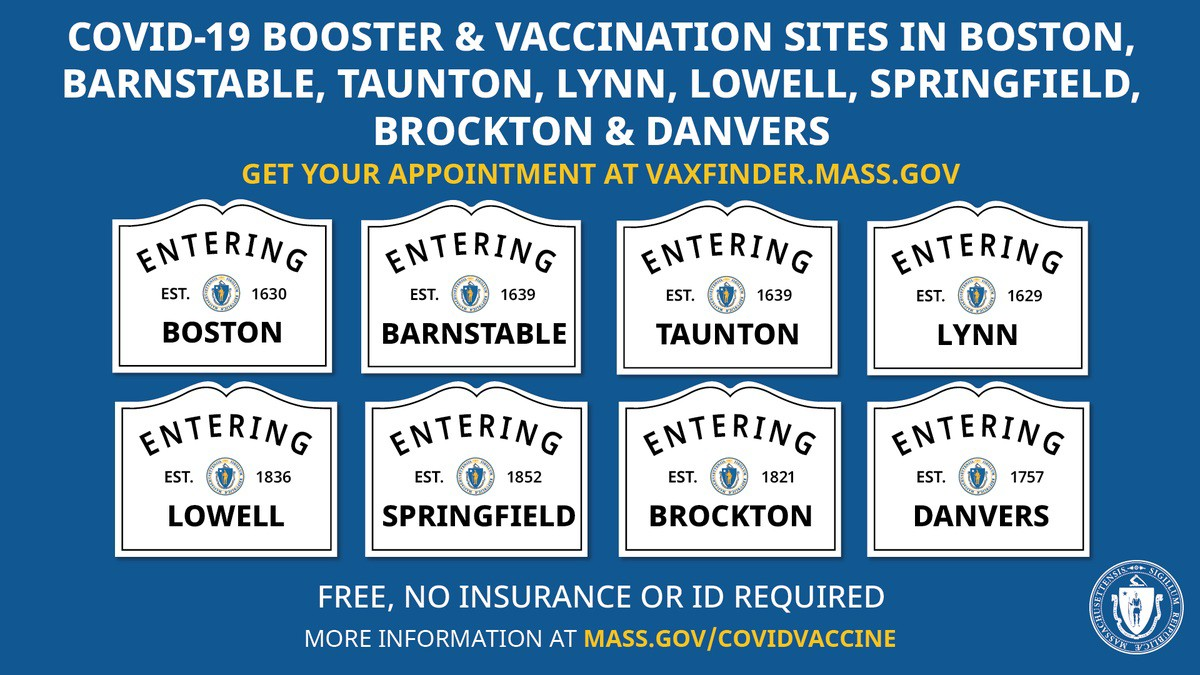 COVID-19 BOOSTER & VACCINATION SITES IN BOSTON,
BARNSTABLE, TAUNTON, LYNN, LOWELL, SPRINGFIELD,
BROCKTON & DANVERS
GET YOUR APPOINTMENT AT VAXFINDER.MASS.GOV
ENTERING
EST. 1630
BOSTON
ENTERING
EST. 1639
BARNSTABLE
ENTERING
EST. 1639
TAUNTON
ENTERING
EST. 1629
LYNN
ENTERING
EST. 1836
LOWELL
ENTERING
EST. 1852
SPRINGFIELD
ENTERING
EST. 1821
BROCKTON
ENTERING
EST. 1757
DANVERS
FREE, NO INSURANCE OR ID REQUIRED
MORE INFORMATION AT MASS.GOV/COVIDVACCINE
SIGILLUM REIPUBLICÆ MASSACHUSETTENSIS